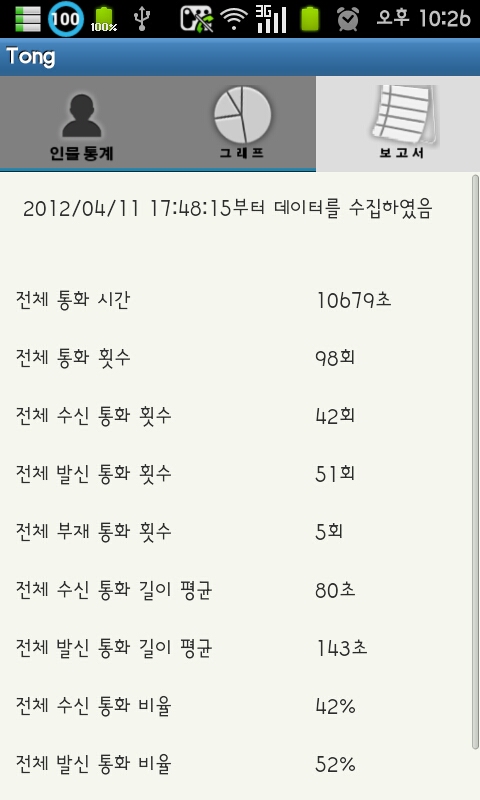 100 100% 3G 오후 10:26
Tong
인물 통계 그래프 보고서
2012/04/11 17:48:15부터 데이터를 수집하였음
전체 통화 시간 10679초
전체 통화 횟수 98회
전체 수신 통화 횟수 42회
전체 발신 통화 횟수 51회
전체 부재 통화 횟수 5회
전체 수신 통화 길이 평균 80초
전체 발신 통화 길이 평균 143초
전체 수신 통화 비율 42%
전체 발신 통화 비율 52%